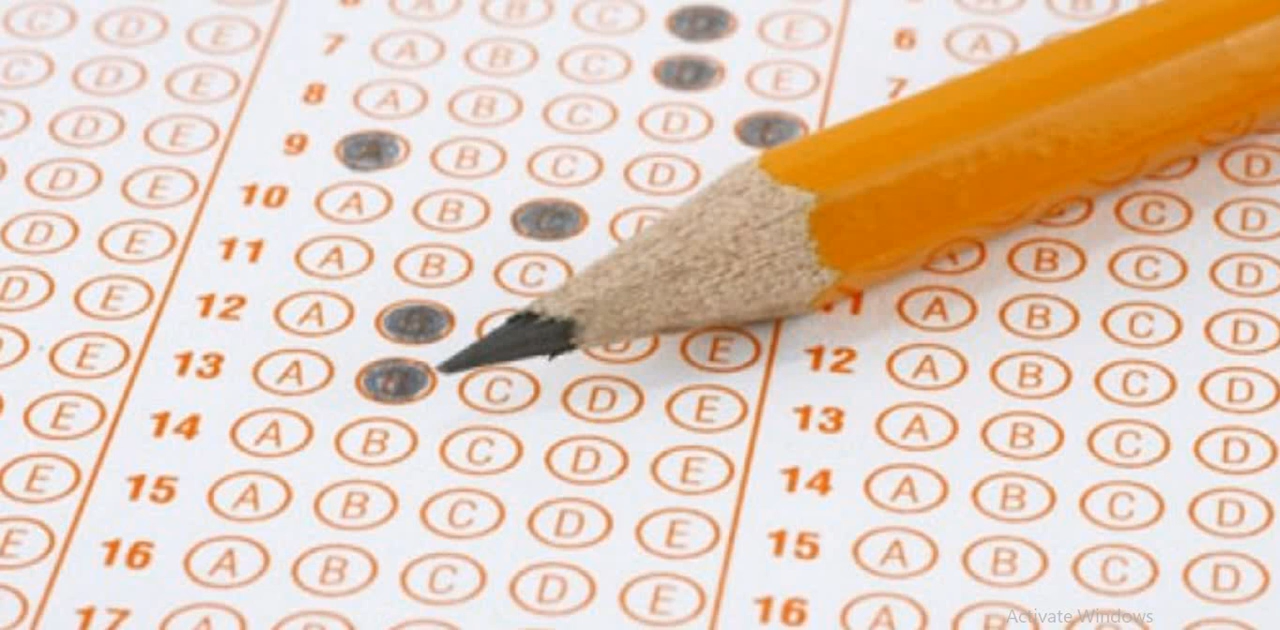 C D E
C D E
D E
D E
D E
D E
E
E
E
E
A B C D E
7 A B C D E
8 A B C D
9 A B C D
10 A B C
11 A B C
12 A E
13 A C D E
14 A B C D E
15 A B C D E
16 A B C D E
17
6 A
7
D
C D
A B C D
11 A B C D
12 A B C D
13 A B C D
14 A B C D
15 A B C D
16 A
Activate Windows